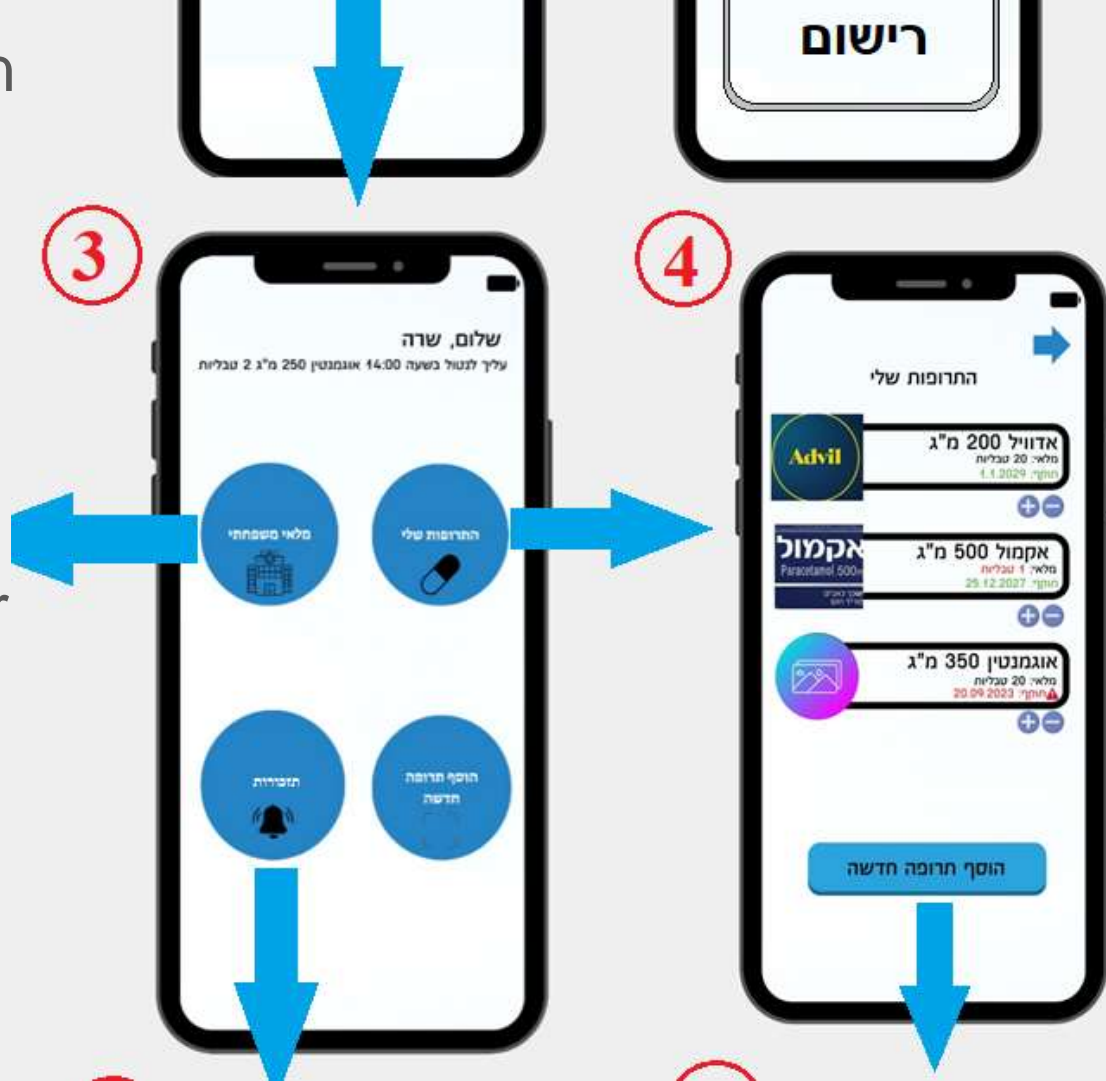 רישום
3
שלום, שרה
עליך לנטול בשעה 14:00 אוגמנטין 250 מ"ג 2 טבליות
התרופות שלי
מלאי משפחתי
הוסף תרופה
חדשה
תזכורות
4
התרופות שלי
Advil
אדוויל 200 מ"ג
מלאי: 20 טבליות
תוקף: 1.1.2029
אקמול
Paracetamol 500
אקמול 500 מ"ג
מלאי: 1 טבליות
תוקף: 25.12.2027
אוגמנטין 350 מ"ג
מלאי: 20 טבליות
תוקף: 20.09.2023
הוסף תרופה חדשה